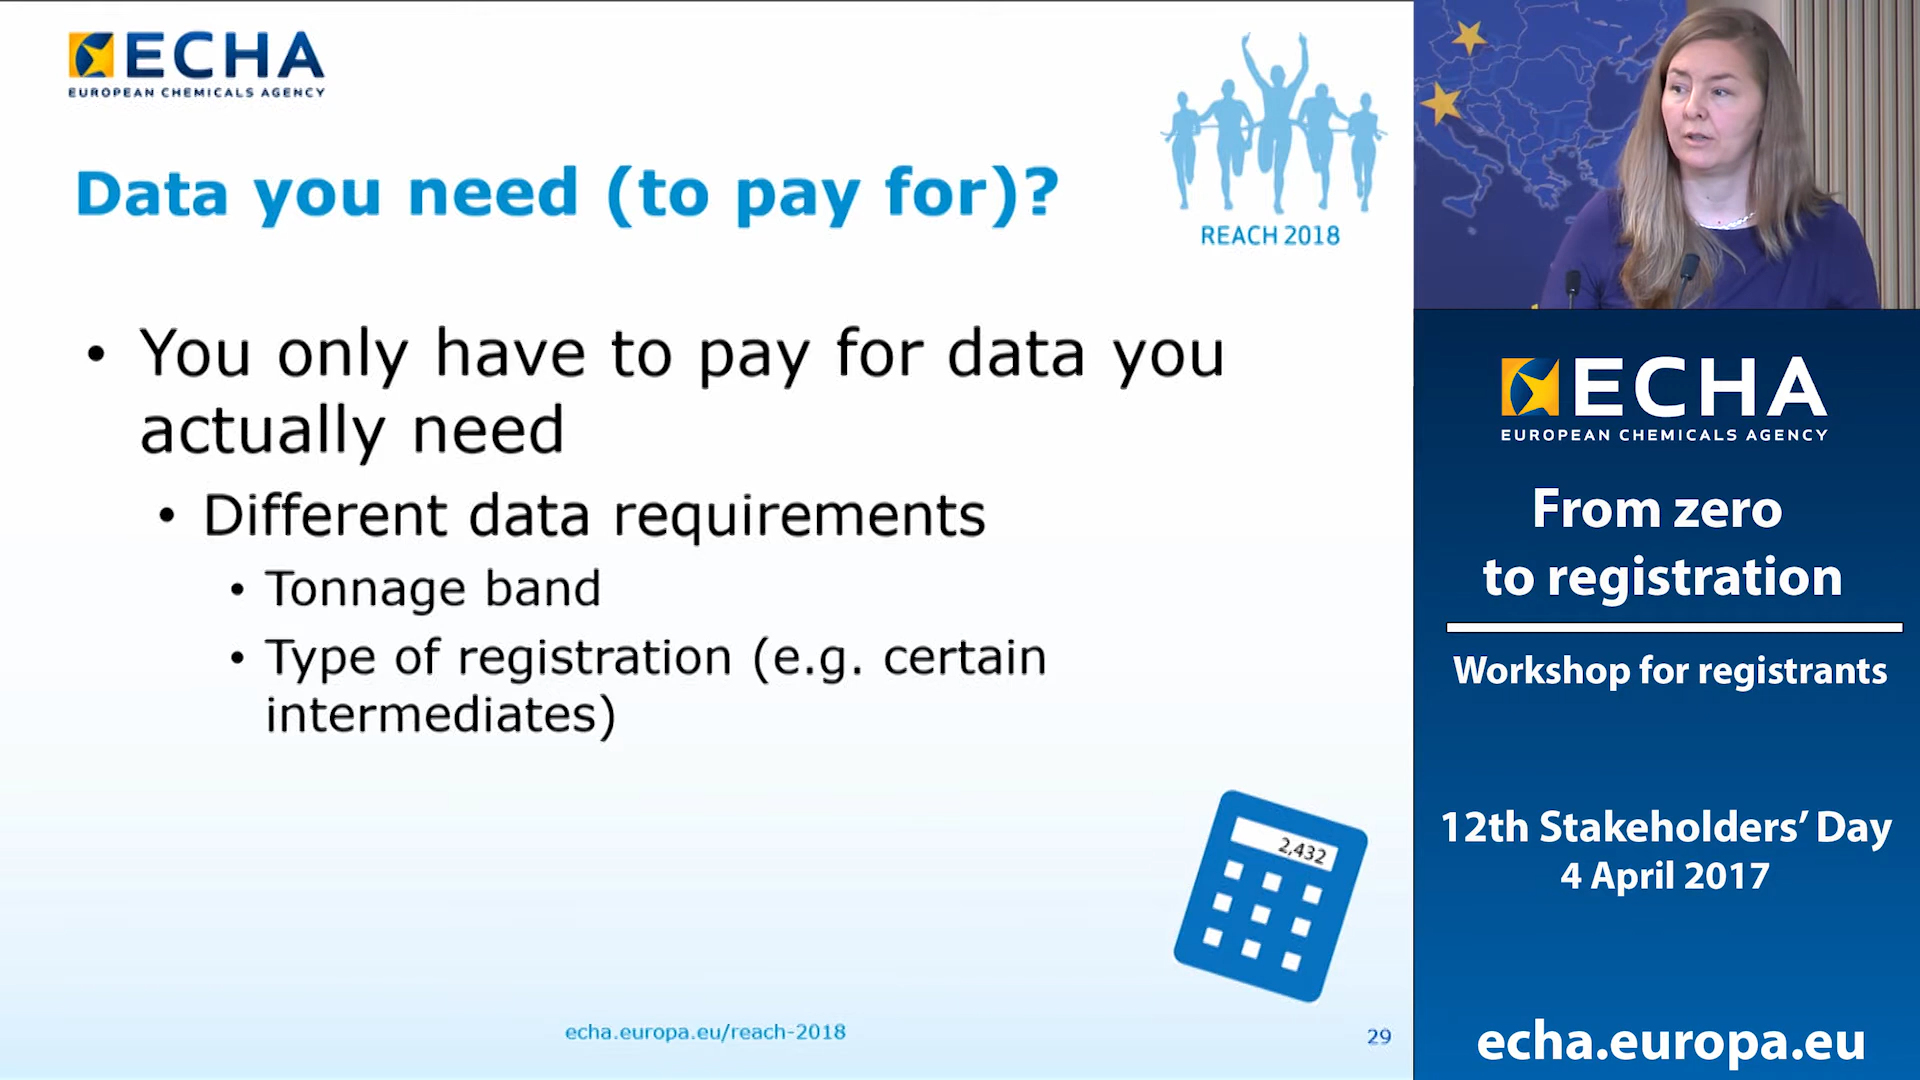 ECHA
EUROPEAN CHEMICALS AGENCY
REACH 2018
Data you need (to pay for)?
• You only have to pay for data you
actually need
• Different data requirements
• Tonnage band
• Type of registration (e.g. certain
intermediates)
2,432
echa.europa.eu/reach-2018
29
ECHA
EUROPEAN CHEMICALS AGENCY
From zero
to registration
Workshop for registrants
12th Stakeholders’ Day
4 April 2017
echa.europa.eu